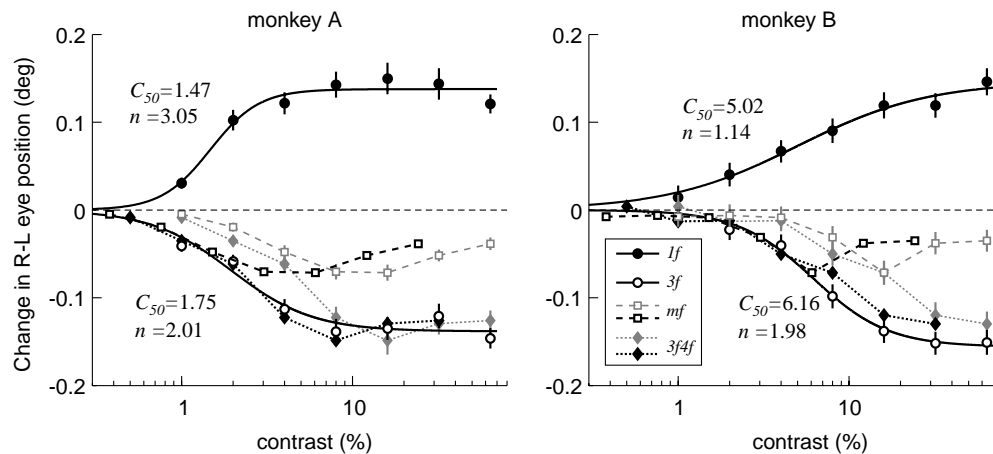 monkey A
monkey B
Change in R-L eye position (deg)
0.2
0.1
0
-0.1
-0.2
C50=1.47
n =3.05
C50=1.75
n =2.01
1
10
contrast (%)
0.2
0.1
0
-0.1
-0.2
C50=5.02
n =1.14
1f
3f
mf
3f4f
C50=6.16
n =1.98
1
10
contrast (%)